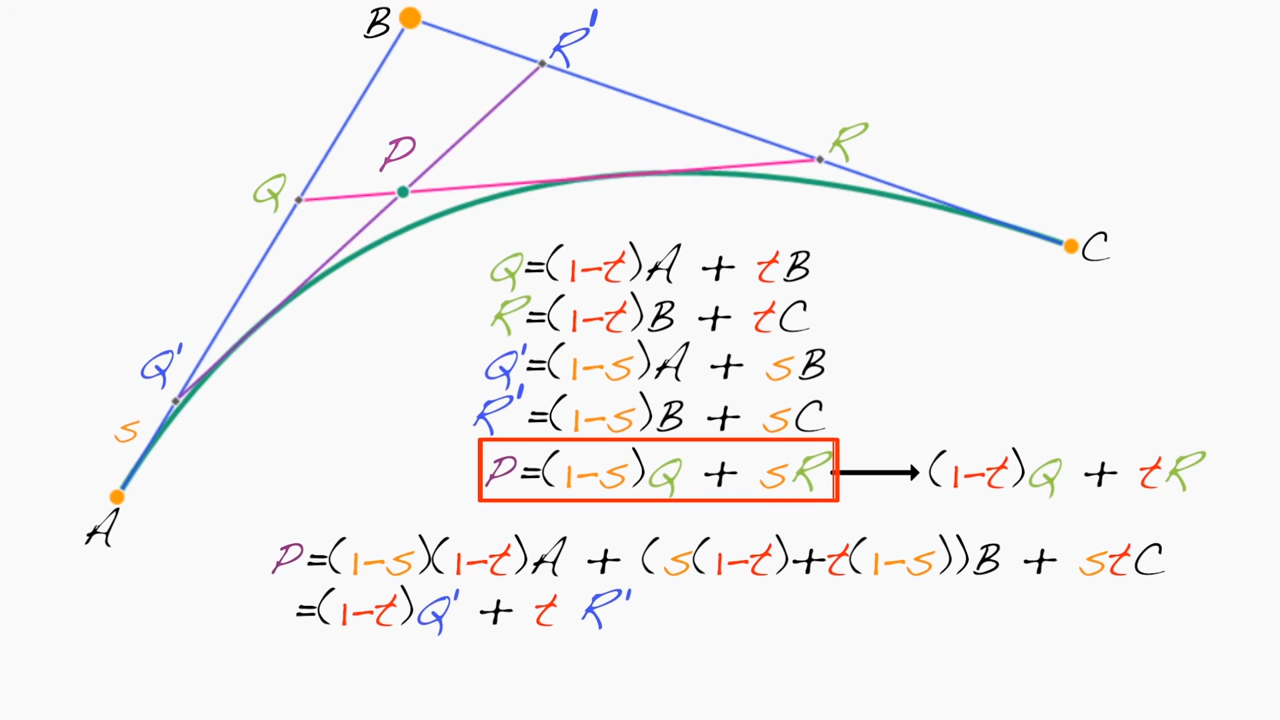 B
R'
P
R
Q
C
Q'
s
A
Q=(1-t)A + tB
R=(1-t)B + tC
Q'=(1-s)A + sB
R'=(1-s)B + sC
P=(1-s)Q + sR → (1-t)Q + tR
P=(1-s)(1-t)A + (s(1-t)+t(1-s))B + stC
=(1-t)Q' + t R'